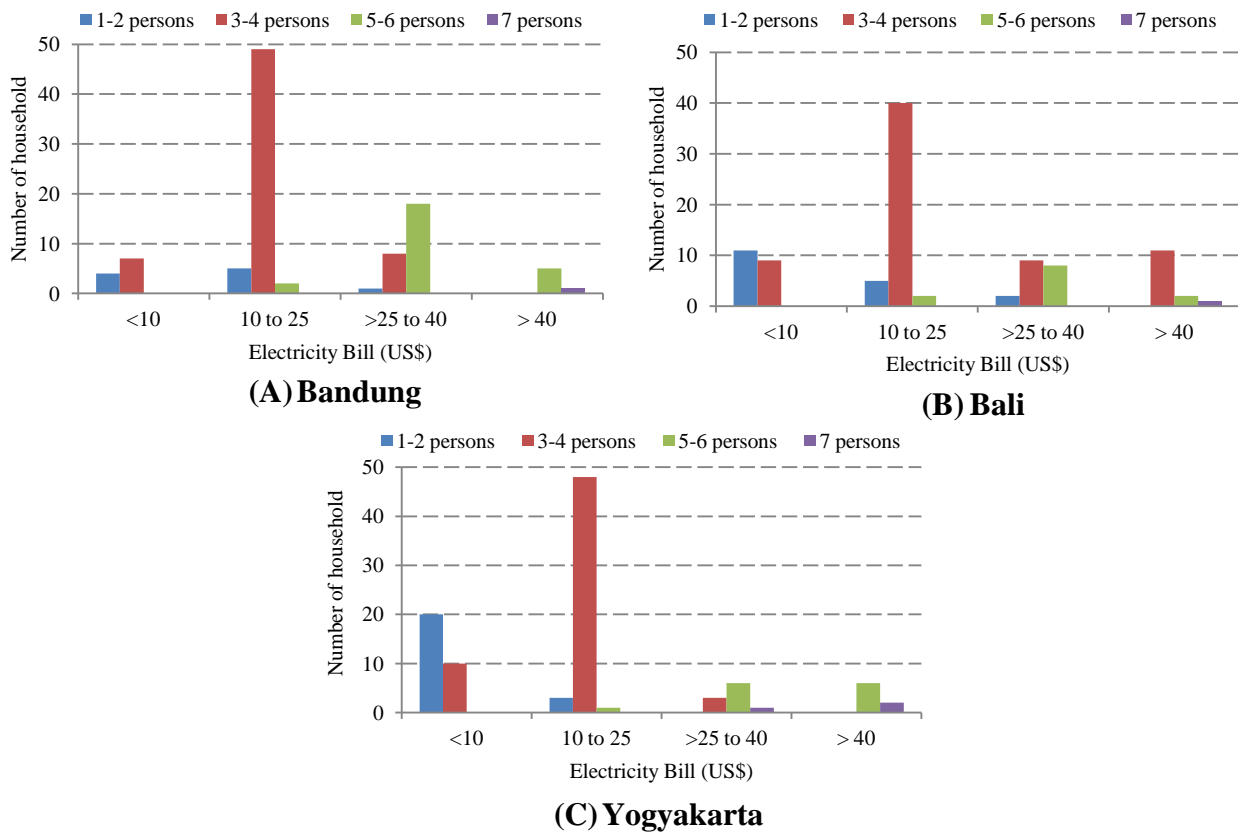 1-2 persons 3-4 persons 5-6 persons 7 persons
Number of household
50
40
30
20
10
0
<10 10 to 25 >25 to 40 > 40
Electricity Bill (US$)
(A) Bandung
1-2 persons 3-4 persons 5-6 persons 7 persons
Number of household
50
40
30
20
10
0
<10 10 to 25 >25 to 40 > 40
Electricity Bill (US$)
(B) Bali
1-2 persons 3-4 persons 5-6 persons 7 persons
Number of household
50
40
30
20
10
0
<10 10 to 25 >25 to 40 > 40
Electricity Bill (US$)
(C) Yogyakarta